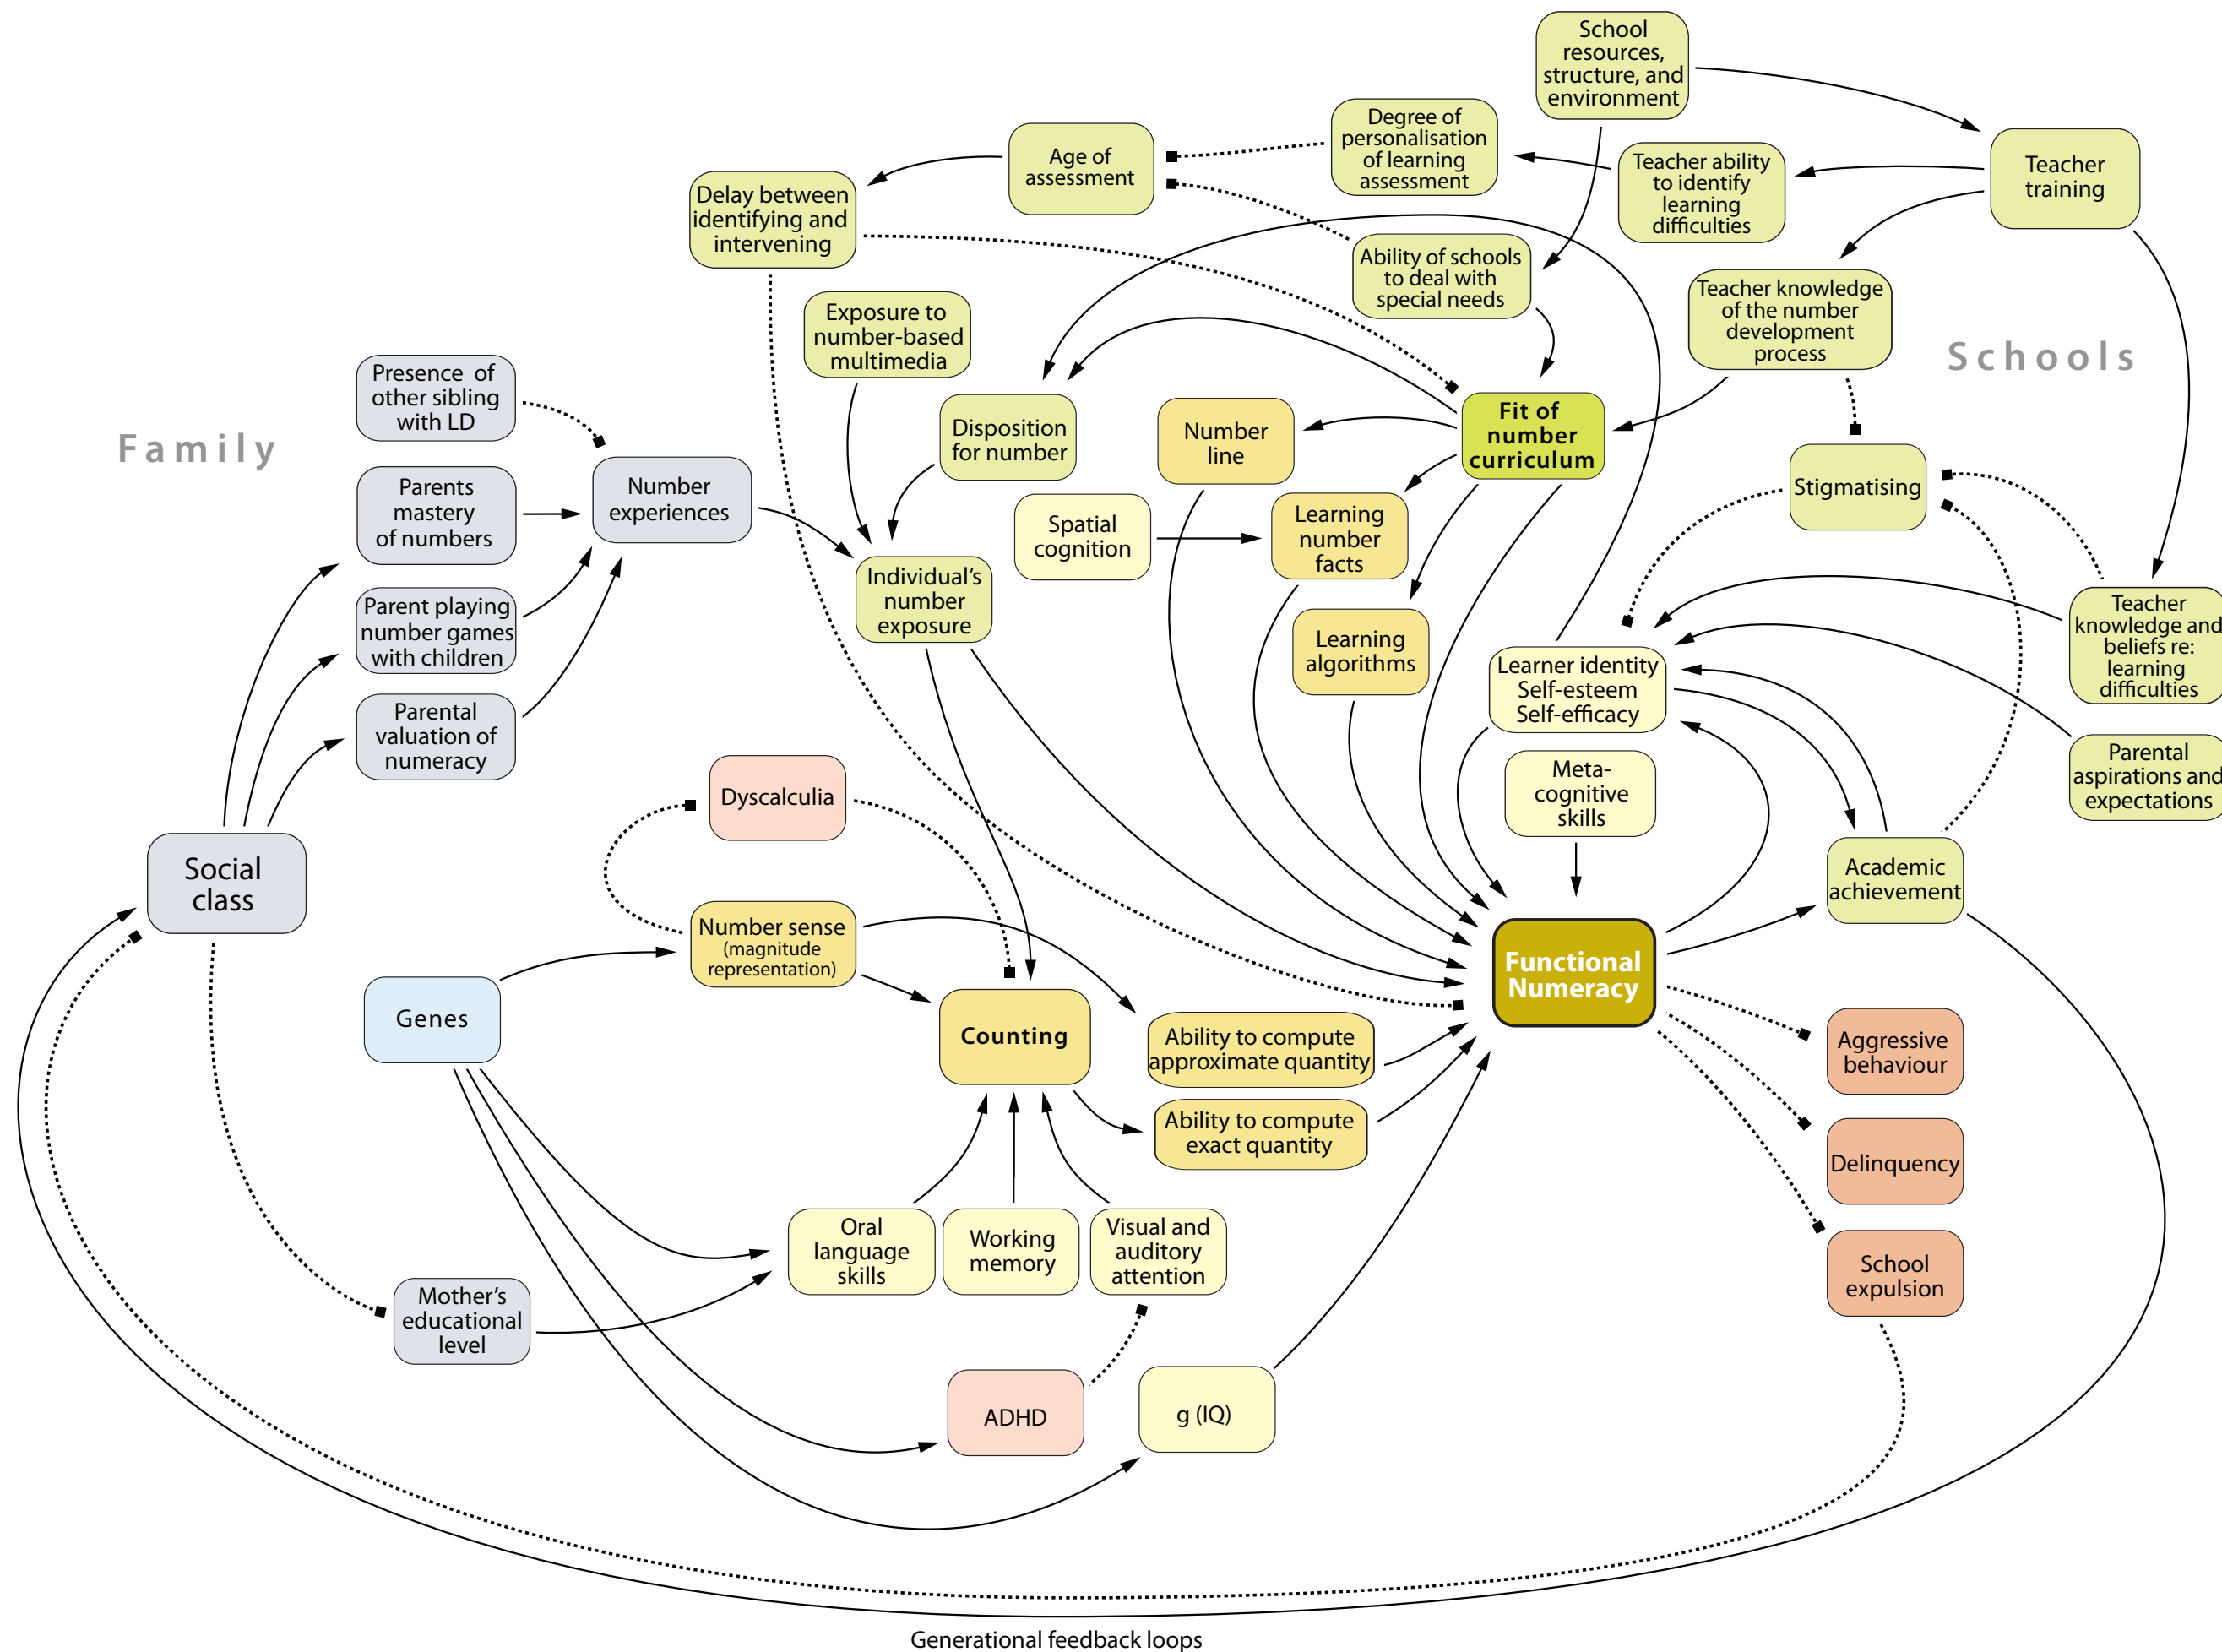 School
resources,
structure, and
environment
Degree of
personalisation
of learning
assessment
Age of
assessment
Teacher ability
to identify
learning
difficulties
Teacher
training
Delay between
identifying and
intervening
Ability of schools
to deal with
special needs
Teacher knowledge
of the number
development
process
Schools
Exposure to
number-based
multimedia
Presence of
other sibling
with LD
Family
Disposition
for number
Number
line
Fit of
number
curriculum
Stigmatising
Parents
mastery
of numbers
Number
experiences
Spatial
cognition
Learning
number
facts
Individual’s
number
exposure
Parent playing
number games
with children
Learning
algorithms
Teacher
knowledge and
beliefs re:
learning
difficulties
Learner identity
Self-esteem
Self-efficacy
Parental
valuation of
numeracy
Dyscalculia
Meta-
cognitive
skills
Parental
aspirations and
expectations
Social
class
Academic
achievement
Number sense
(magnitude
representation)
Functional
Numeracy
Genes
Counting
Ability to compute
approximate quantity
Aggressive
behaviour
Ability to compute
exact quantity
Delinquency
Oral
language
skills
Working
memory
Visual and
auditory
attention
School
expulsion
Mother’s
educational
level
ADHD
g (IQ)
Generational feedback loops